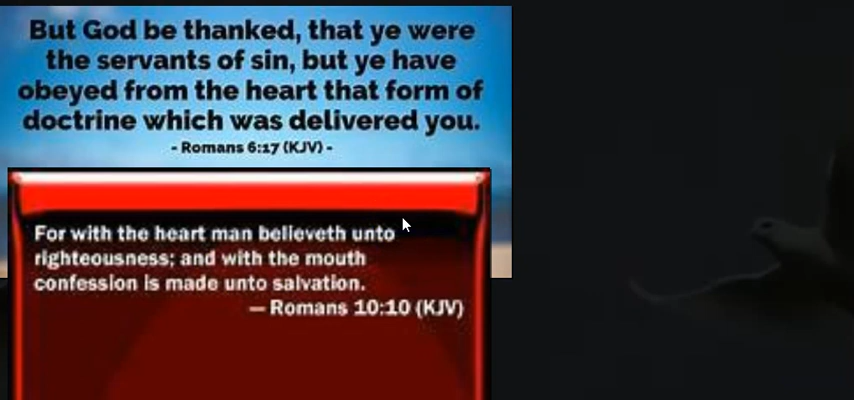 But God be thanked, that ye were
the servants of sin, but ye have
obeyed from the heart that form of
doctrine which was delivered you.
- Romans 6:17 (KJV) -
For with the heart man believeth unto
righteousness; and with the mouth
confession is made unto salvation.
— Romans 10:10 (KJV)